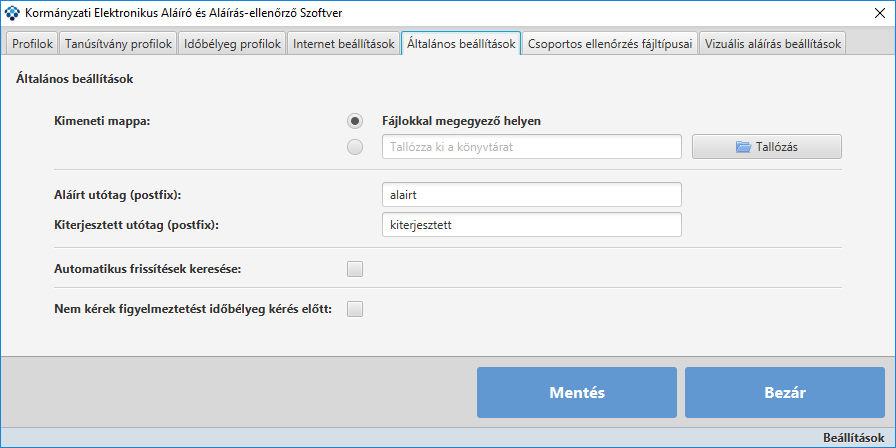 Kormányzati Elektronikus Aláíró és Aláírás-ellenőrző Szoftver
Profilok Tanúsítvány profilok Időbélyeg profilok Internet beállítások Általános beállítások Csoportos ellenőrzés fájltípusai Vizuális aláírás beállítások
Általános beállítások
Kimeneti mappa: Fájlokkal megegyező helyen
Tallózza ki a könyvtárat Tallózás
Aláírt utótag (postfix): alairt
Kiterjesztett utótag (postfix): kiterjesztett
Automatikus frissítések keresése:
Nem kérek figyelmeztetést időbélyeg kérés előtt:
Mentés Bezár
Beállítások